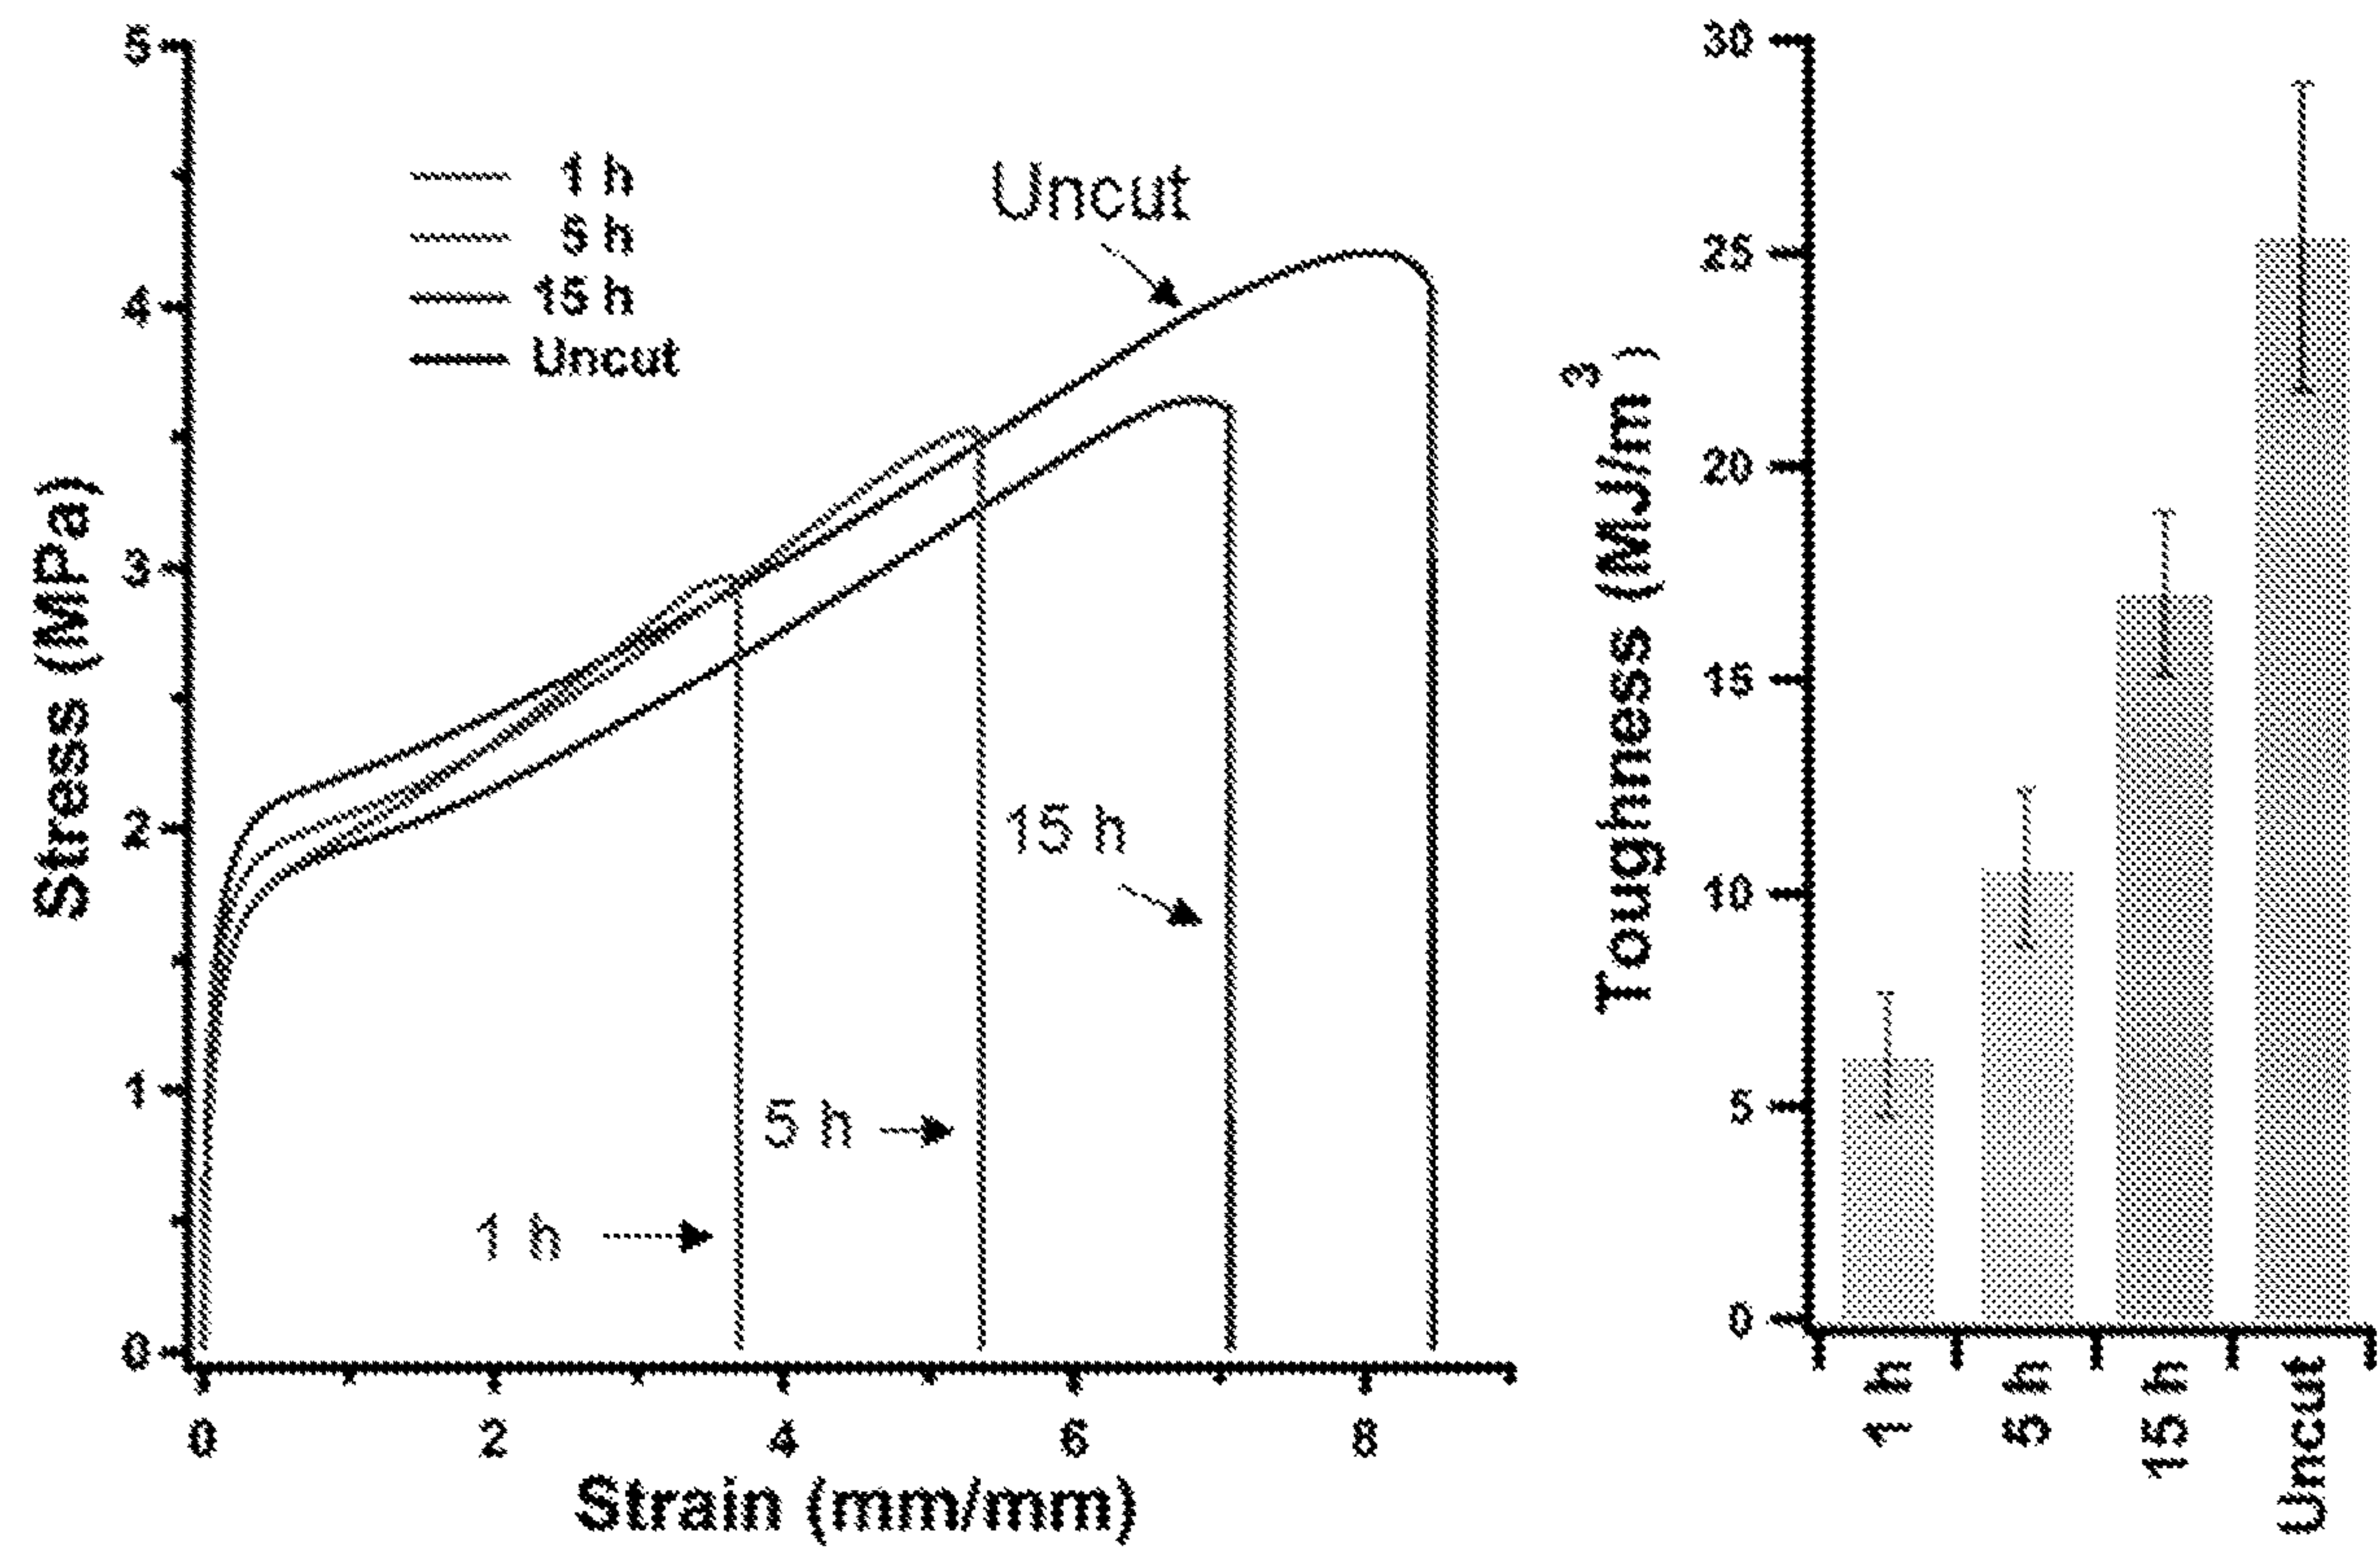 5
4
3
2
1
0
Stress (MPa)
1 h
5 h
15 h
Uncut
Uncut
15 h
5 h
1 h
0 2 4 6 8
Strain (mm/mm)
30
25
20
15
10
5
0
Toughness (MJ/m³)
1 h
5 h
15 h
Uncut